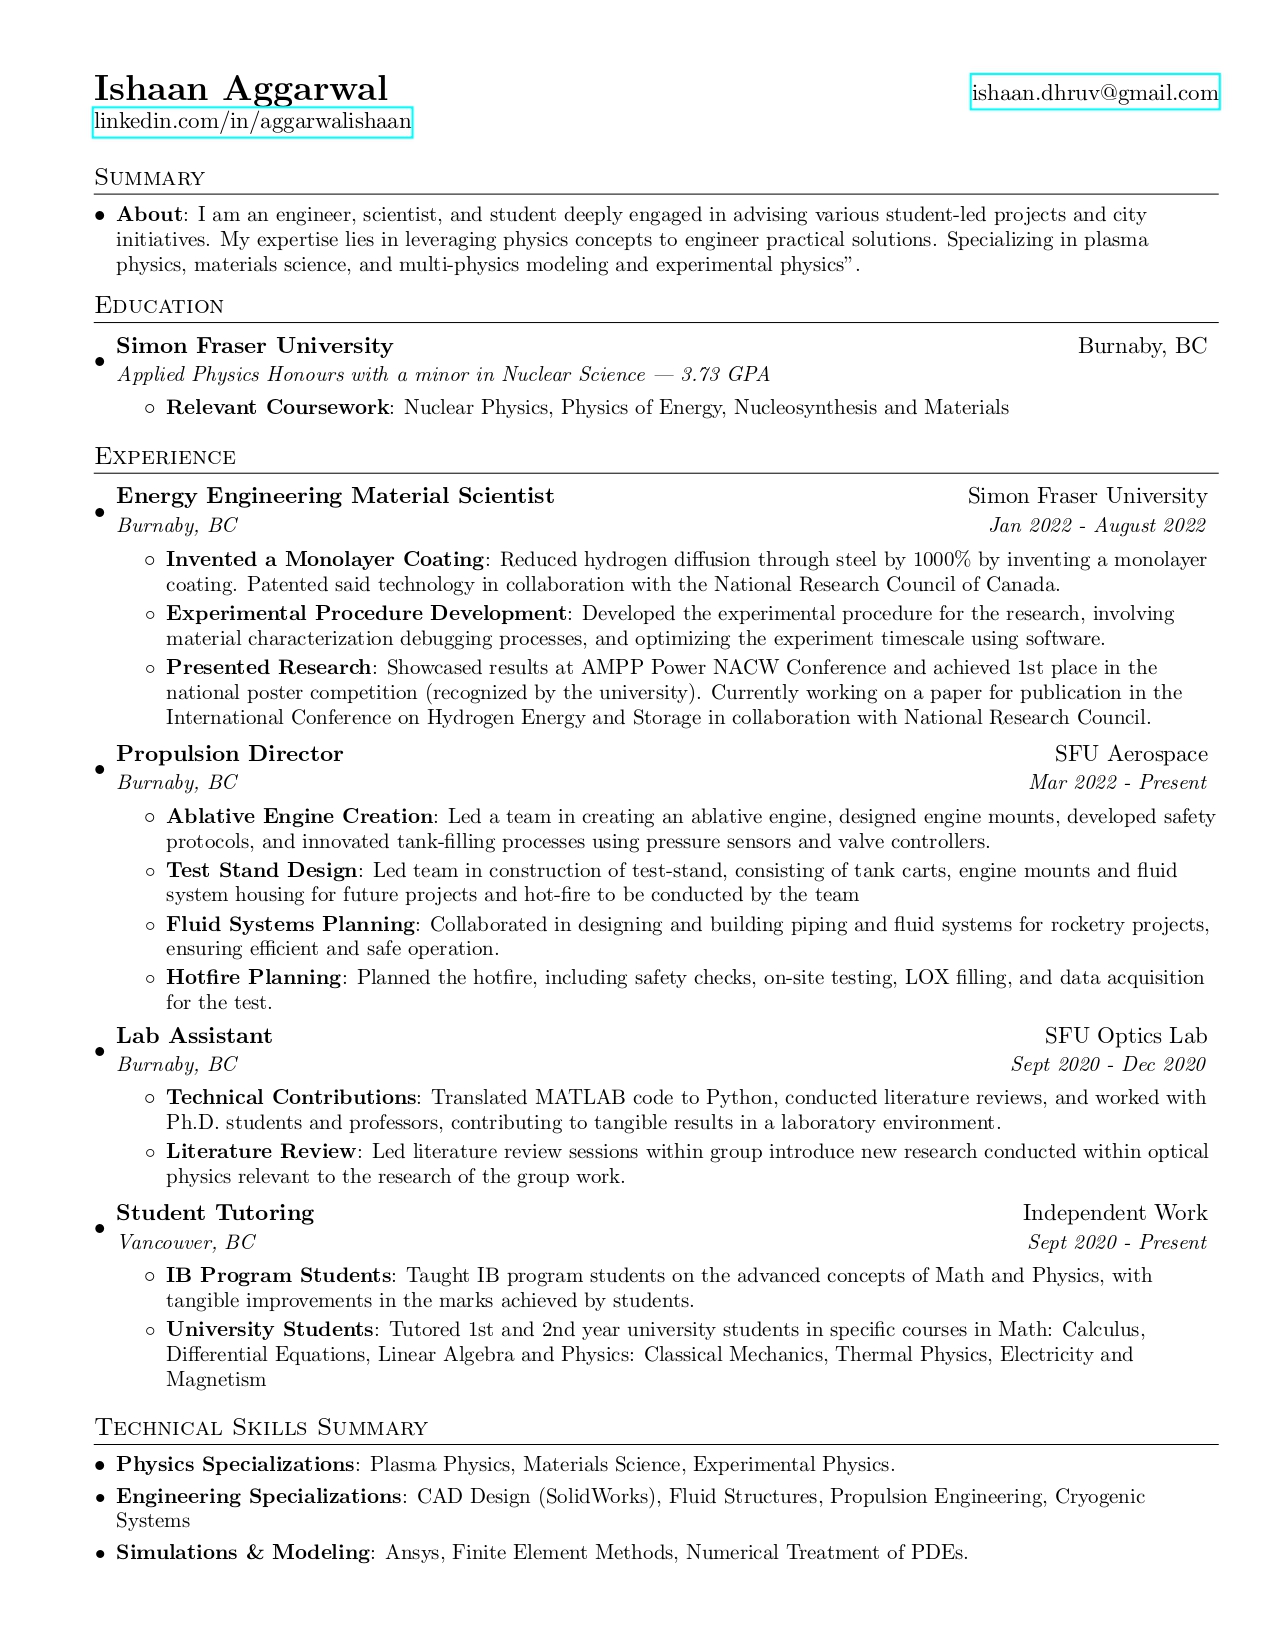 Ishaan Aggarwal
ishaan.dhruv@gmail.com
linkedin.com/in/aggarwalishaan
Summary
● About: I am an engineer, scientist, and student deeply engaged in advising various student-led projects and city
initiatives. My expertise lies in leveraging physics concepts to engineer practical solutions. Specializing in plasma
physics, materials science, and multi-physics modeling and experimental physics”.
Education
● Simon Fraser University Burnaby, BC
Applied Physics Honours with a minor in Nuclear Science — 3.73 GPA
○ Relevant Coursework: Nuclear Physics, Physics of Energy, Nucleosynthesis and Materials
Experience
● Energy Engineering Material Scientist Simon Fraser University
Burnaby, BC Jan 2022 - August 2022
○ Invented a Monolayer Coating: Reduced hydrogen diffusion through steel by 1000% by inventing a monolayer
coating. Patented said technology in collaboration with the National Research Council of Canada.
○ Experimental Procedure Development: Developed the experimental procedure for the research, involving
material characterization debugging processes, and optimizing the experiment timescale using software.
○ Presented Research: Showcased results at AMPP Power NACW Conference and achieved 1st place in the
national poster competition (recognized by the university). Currently working on a paper for publication in the
International Conference on Hydrogen Energy and Storage in collaboration with National Research Council.
● Propulsion Director SFU Aerospace
Burnaby, BC Mar 2022 - Present
○ Ablative Engine Creation: Led a team in creating an ablative engine, designed engine mounts, developed safety
protocols, and innovated tank-filling processes using pressure sensors and valve controllers.
○ Test Stand Design: Led team in construction of test-stand, consisting of tank carts, engine mounts and fluid
system housing for future projects and hot-fire to be conducted by the team
○ Fluid Systems Planning: Collaborated in designing and building piping and fluid systems for rocketry projects,
ensuring efficient and safe operation.
○ Hotfire Planning: Planned the hotfire, including safety checks, on-site testing, LOX filling, and data acquisition
for the test.
● Lab Assistant SFU Optics Lab
Burnaby, BC Sept 2020 - Dec 2020
○ Technical Contributions: Translated MATLAB code to Python, conducted literature reviews, and worked with
Ph.D. students and professors, contributing to tangible results in a laboratory environment.
○ Literature Review: Led literature review sessions within group introduce new research conducted within optical
physics relevant to the research of the group work.
● Student Tutoring Independent Work
Vancouver, BC Sept 2020 - Present
○ IB Program Students: Taught IB program students on the advanced concepts of Math and Physics, with
tangible improvements in the marks achieved by students.
○ University Students: Tutored 1st and 2nd year university students in specific courses in Math: Calculus,
Differential Equations, Linear Algebra and Physics: Classical Mechanics, Thermal Physics, Electricity and
Magnetism
Technical Skills Summary
● Physics Specializations: Plasma Physics, Materials Science, Experimental Physics.
● Engineering Specializations: CAD Design (SolidWorks), Fluid Structures, Propulsion Engineering, Cryogenic
Systems
● Simulations & Modeling: Ansys, Finite Element Methods, Numerical Treatment of PDEs.